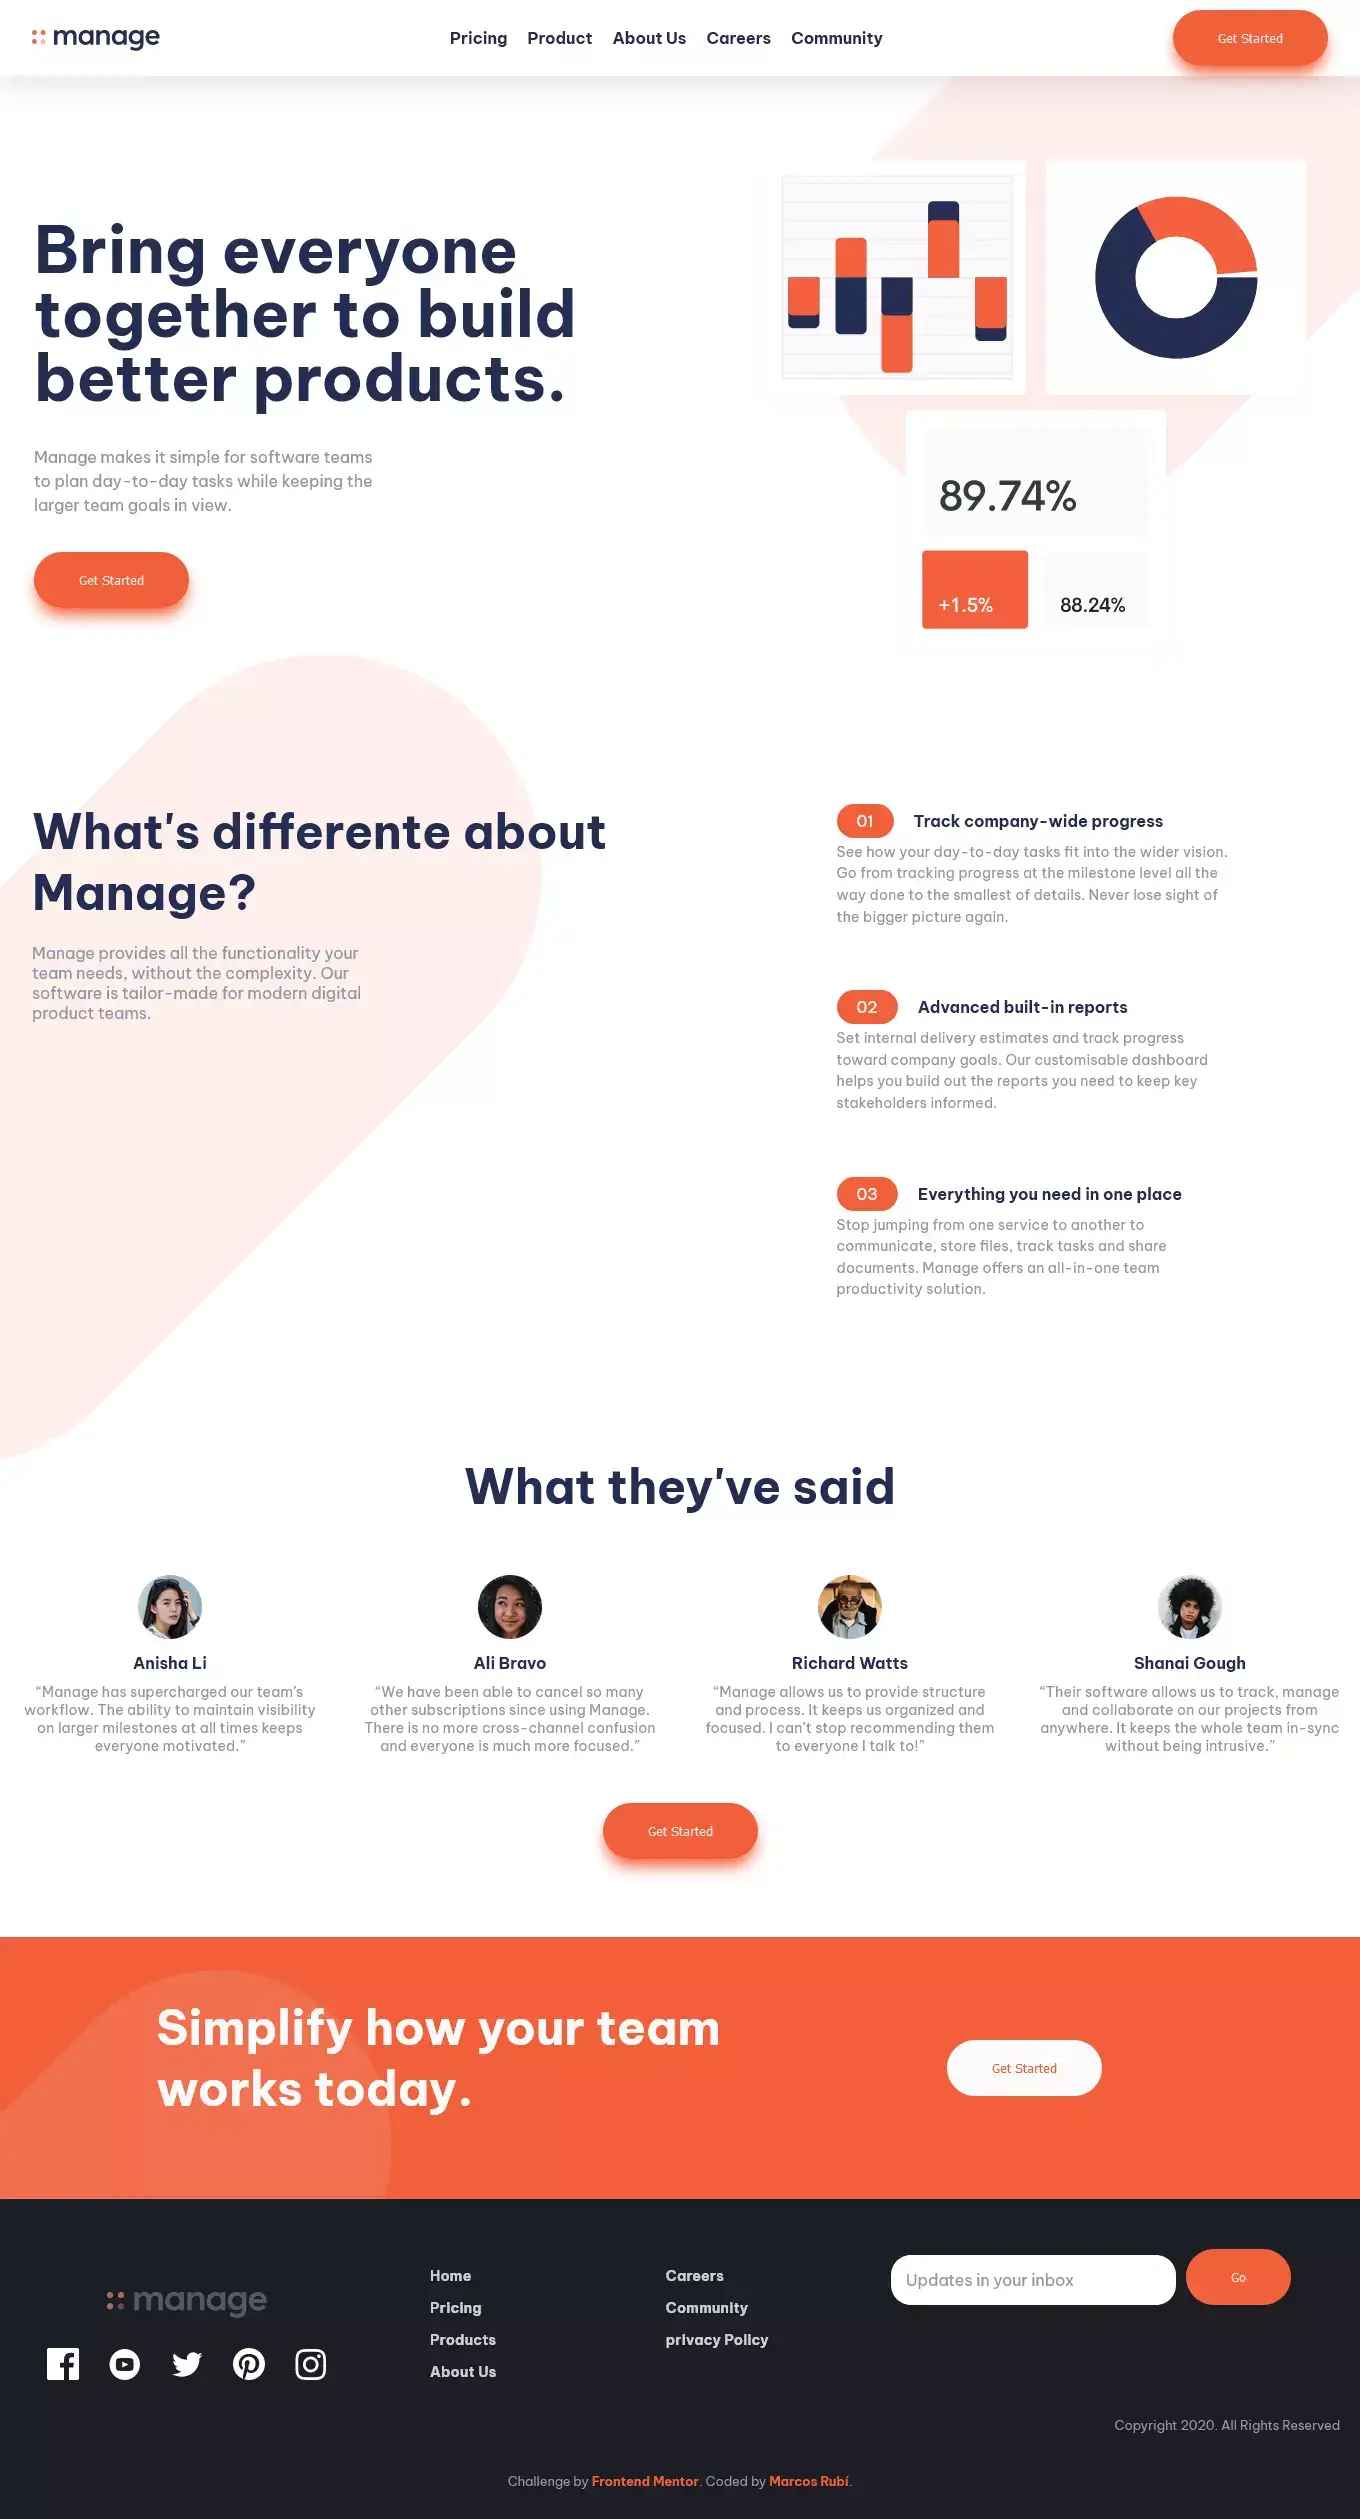 manage
Pricing Product About Us Careers Community
Get Started
Bring everyone
together to build
better products.
Manage makes it simple for software teams
to plan day-to-day tasks while keeping the
larger team goals in view.
Get Started
89.74%
+1.5%
88.24%
What's differente about
Manage?
Manage provides all the functionality your
team needs, without the complexity. Our
software is tailor-made for modern digital
product teams.
01 Track company-wide progress
See how your day-to-day tasks fit into the wider vision.
Go from tracking progress at the milestone level all the
way done to the smallest of details. Never lose sight of
the bigger picture again.
02 Advanced built-in reports
Set internal delivery estimates and track progress
toward company goals. Our customisable dashboard
helps you build out the reports you need to keep key
stakeholders informed.
03 Everything you need in one place
Stop jumping from one service to another to
communicate, store files, track tasks and share
documents. Manage offers an all-in-one team
productivity solution.
What they've said
Anisha Li
“Manage has supercharged our team’s
workflow. The ability to maintain visibility
on larger milestones at all times keeps
everyone motivated.”
Ali Bravo
“We have been able to cancel so many
other subscriptions since using Manage.
There is no more cross-channel confusion
and everyone is much more focused.”
Richard Watts
“Manage allows us to provide structure
and process. It keeps us organized and
focused. I can’t stop recommending them
to everyone I talk to!”
Shanai Gough
“Their software allows us to track, manage
and collaborate on our projects from
anywhere. It keeps the whole team in-sync
without being intrusive.”
Get Started
Simplify how your team
works today.
Get Started
manage
Home
Pricing
Products
About Us
Careers
Community
privacy Policy
Updates in your inbox
Go
Copyright 2020. All Rights Reserved
Challenge by Frontend Mentor. Coded by Marcos Rubí.